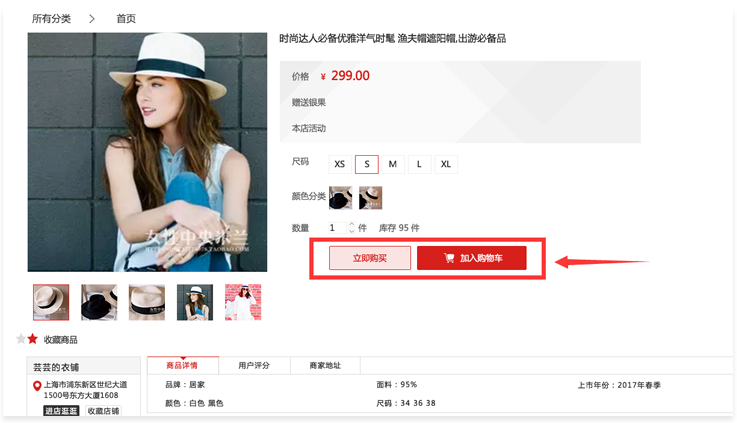 所有分类 > 首页
时尚达人必备优雅洋气时髦 渔夫帽遮阳帽,出游必备品
价格 ¥ 299.00
赠送银果
本店活动
尺码 XS S M L XL
颜色分类
数量 1 件 库存 95 件
立即购买 加入购物车
女性中央米兰
收藏商品
芸芸的衣铺
上海市浦东新区世纪大道
1500号东方大厦1608
进店逛逛 收藏店铺
商品详情 用户评分 商家地址
品牌：居家 面料：95% 上市年份：2017年春季
颜色：白色 黑色 尺码：34 36 38